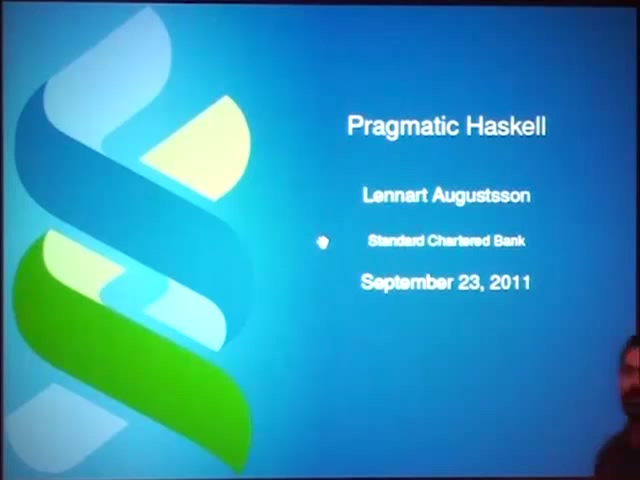 Pragmatic Haskell
Lennart Augustsson
Standard Chartered Bank
September 23, 2011